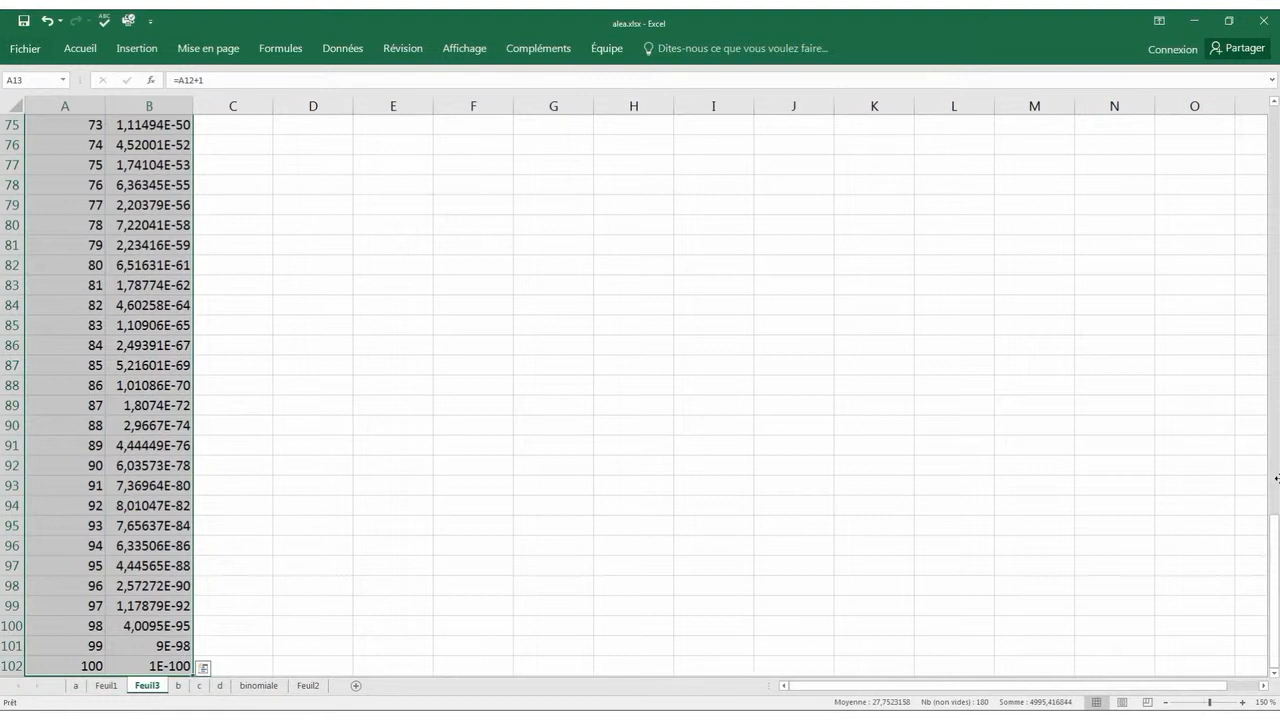 ABC
alea.xlsx - Excel
Fichier Accueil Insertion Mise en page Formules Données Révision Affichage Compléments Équipe Dites-nous ce que vous voulez faire... Connexion Partager
A13 fx =A12+1
A B C D E F G H I J K L M N O
75 73 1,11494E-50
76 74 4,52001E-52
77 75 1,74104E-53
78 76 6,36345E-55
79 77 2,20379E-56
80 78 7,22041E-58
81 79 2,23416E-59
82 80 6,51631E-61
83 81 1,78774E-62
84 82 4,60258E-64
85 83 1,10906E-65
86 84 2,49391E-67
87 85 5,21601E-69
88 86 1,01086E-70
89 87 1,8074E-72
90 88 2,9667E-74
91 89 4,44449E-76
92 90 6,03573E-78
93 91 7,36964E-80
94 92 8,01047E-82
95 93 7,65637E-84
96 94 6,33506E-86
97 95 4,44565E-88
98 96 2,57272E-90
99 97 1,17879E-92
100 98 4,0095E-95
101 99 9E-98
102 100 1E-100
a Feuil1 Feuil3 b c d binomiale Feuil2
Prêt Moyenne : 27,7523158 Nb (non vides) : 180 Somme : 4995,416844 150 %